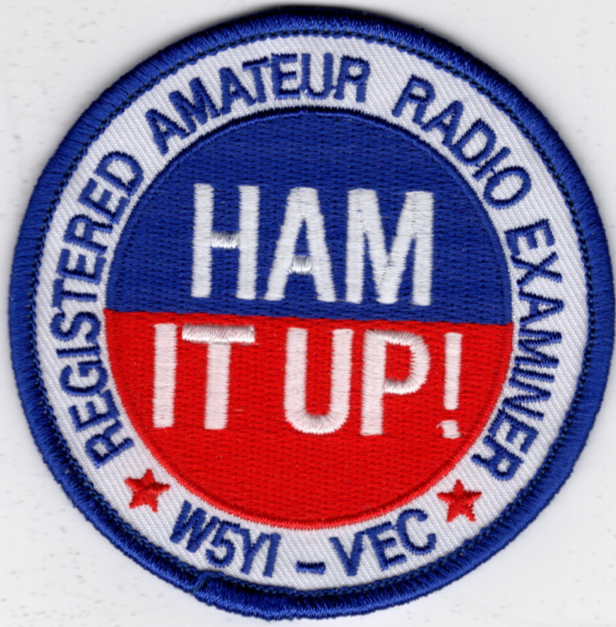 REGISTERED AMATEUR RADIO EXAMINER
HAM
IT UP!
W5YI - VEC